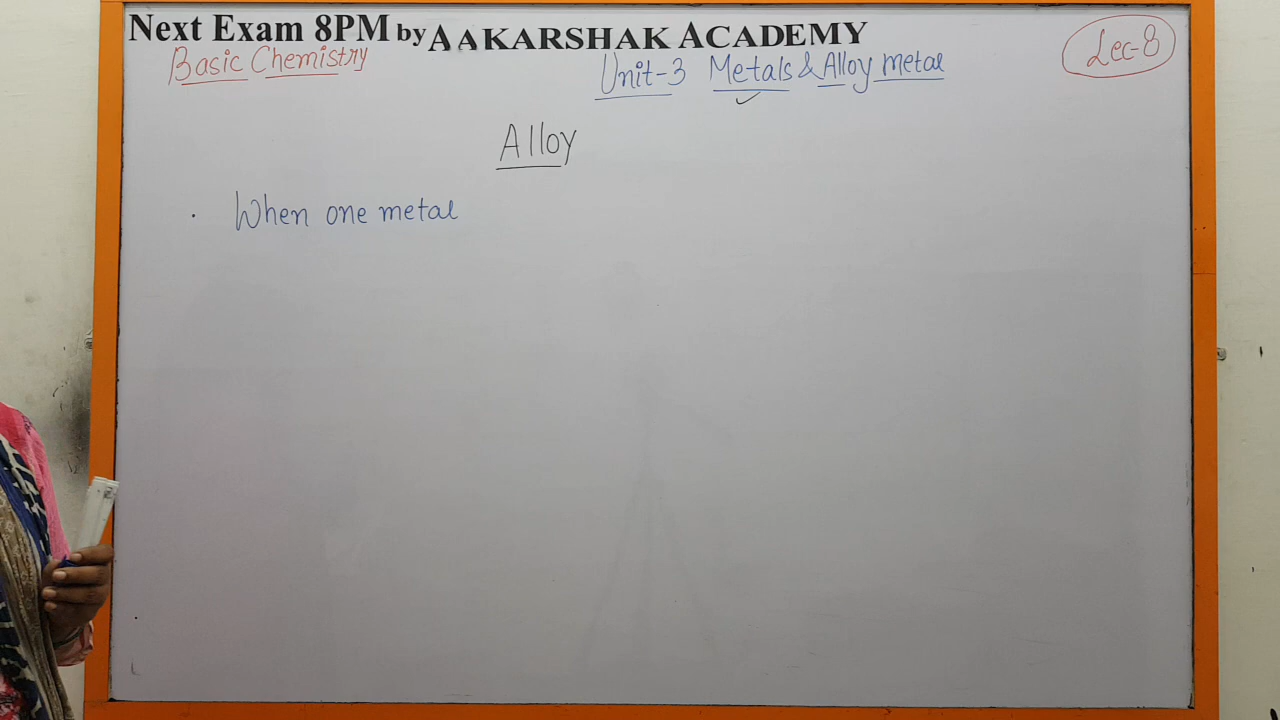 Next Exam 8PM by AAKARSHAK ACADEMY
Basic Chemistry
Unit-3 Metals & Alloy metal
Lec-8
Alloy
. When one metal